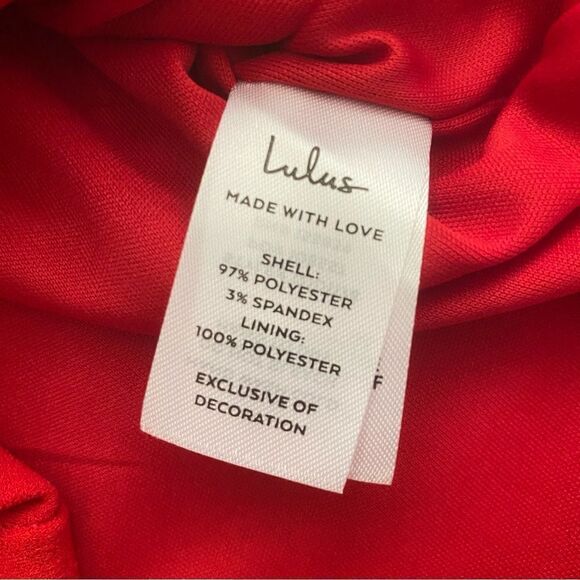 Lulus
MADE WITH LOVE
SHELL:
97% POLYESTER
3% SPANDEX
LINING:
100% POLYESTER
EXCLUSIVE OF
DECORATION